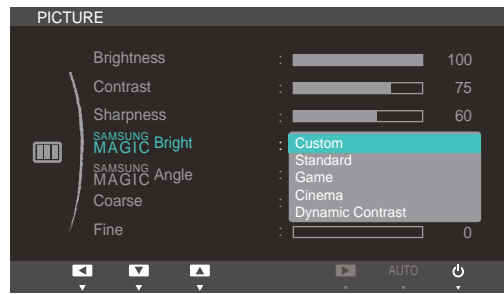 PICTURE
Brightness : 100
Contrast : 75
Sharpness : 60
SAMSUNG MAGIC Bright : Custom
Standard
SAMSUNG MAGIC Angle : Game
Cinema
Coarse : Dynamic Contrast
Fine : 0
AUTO